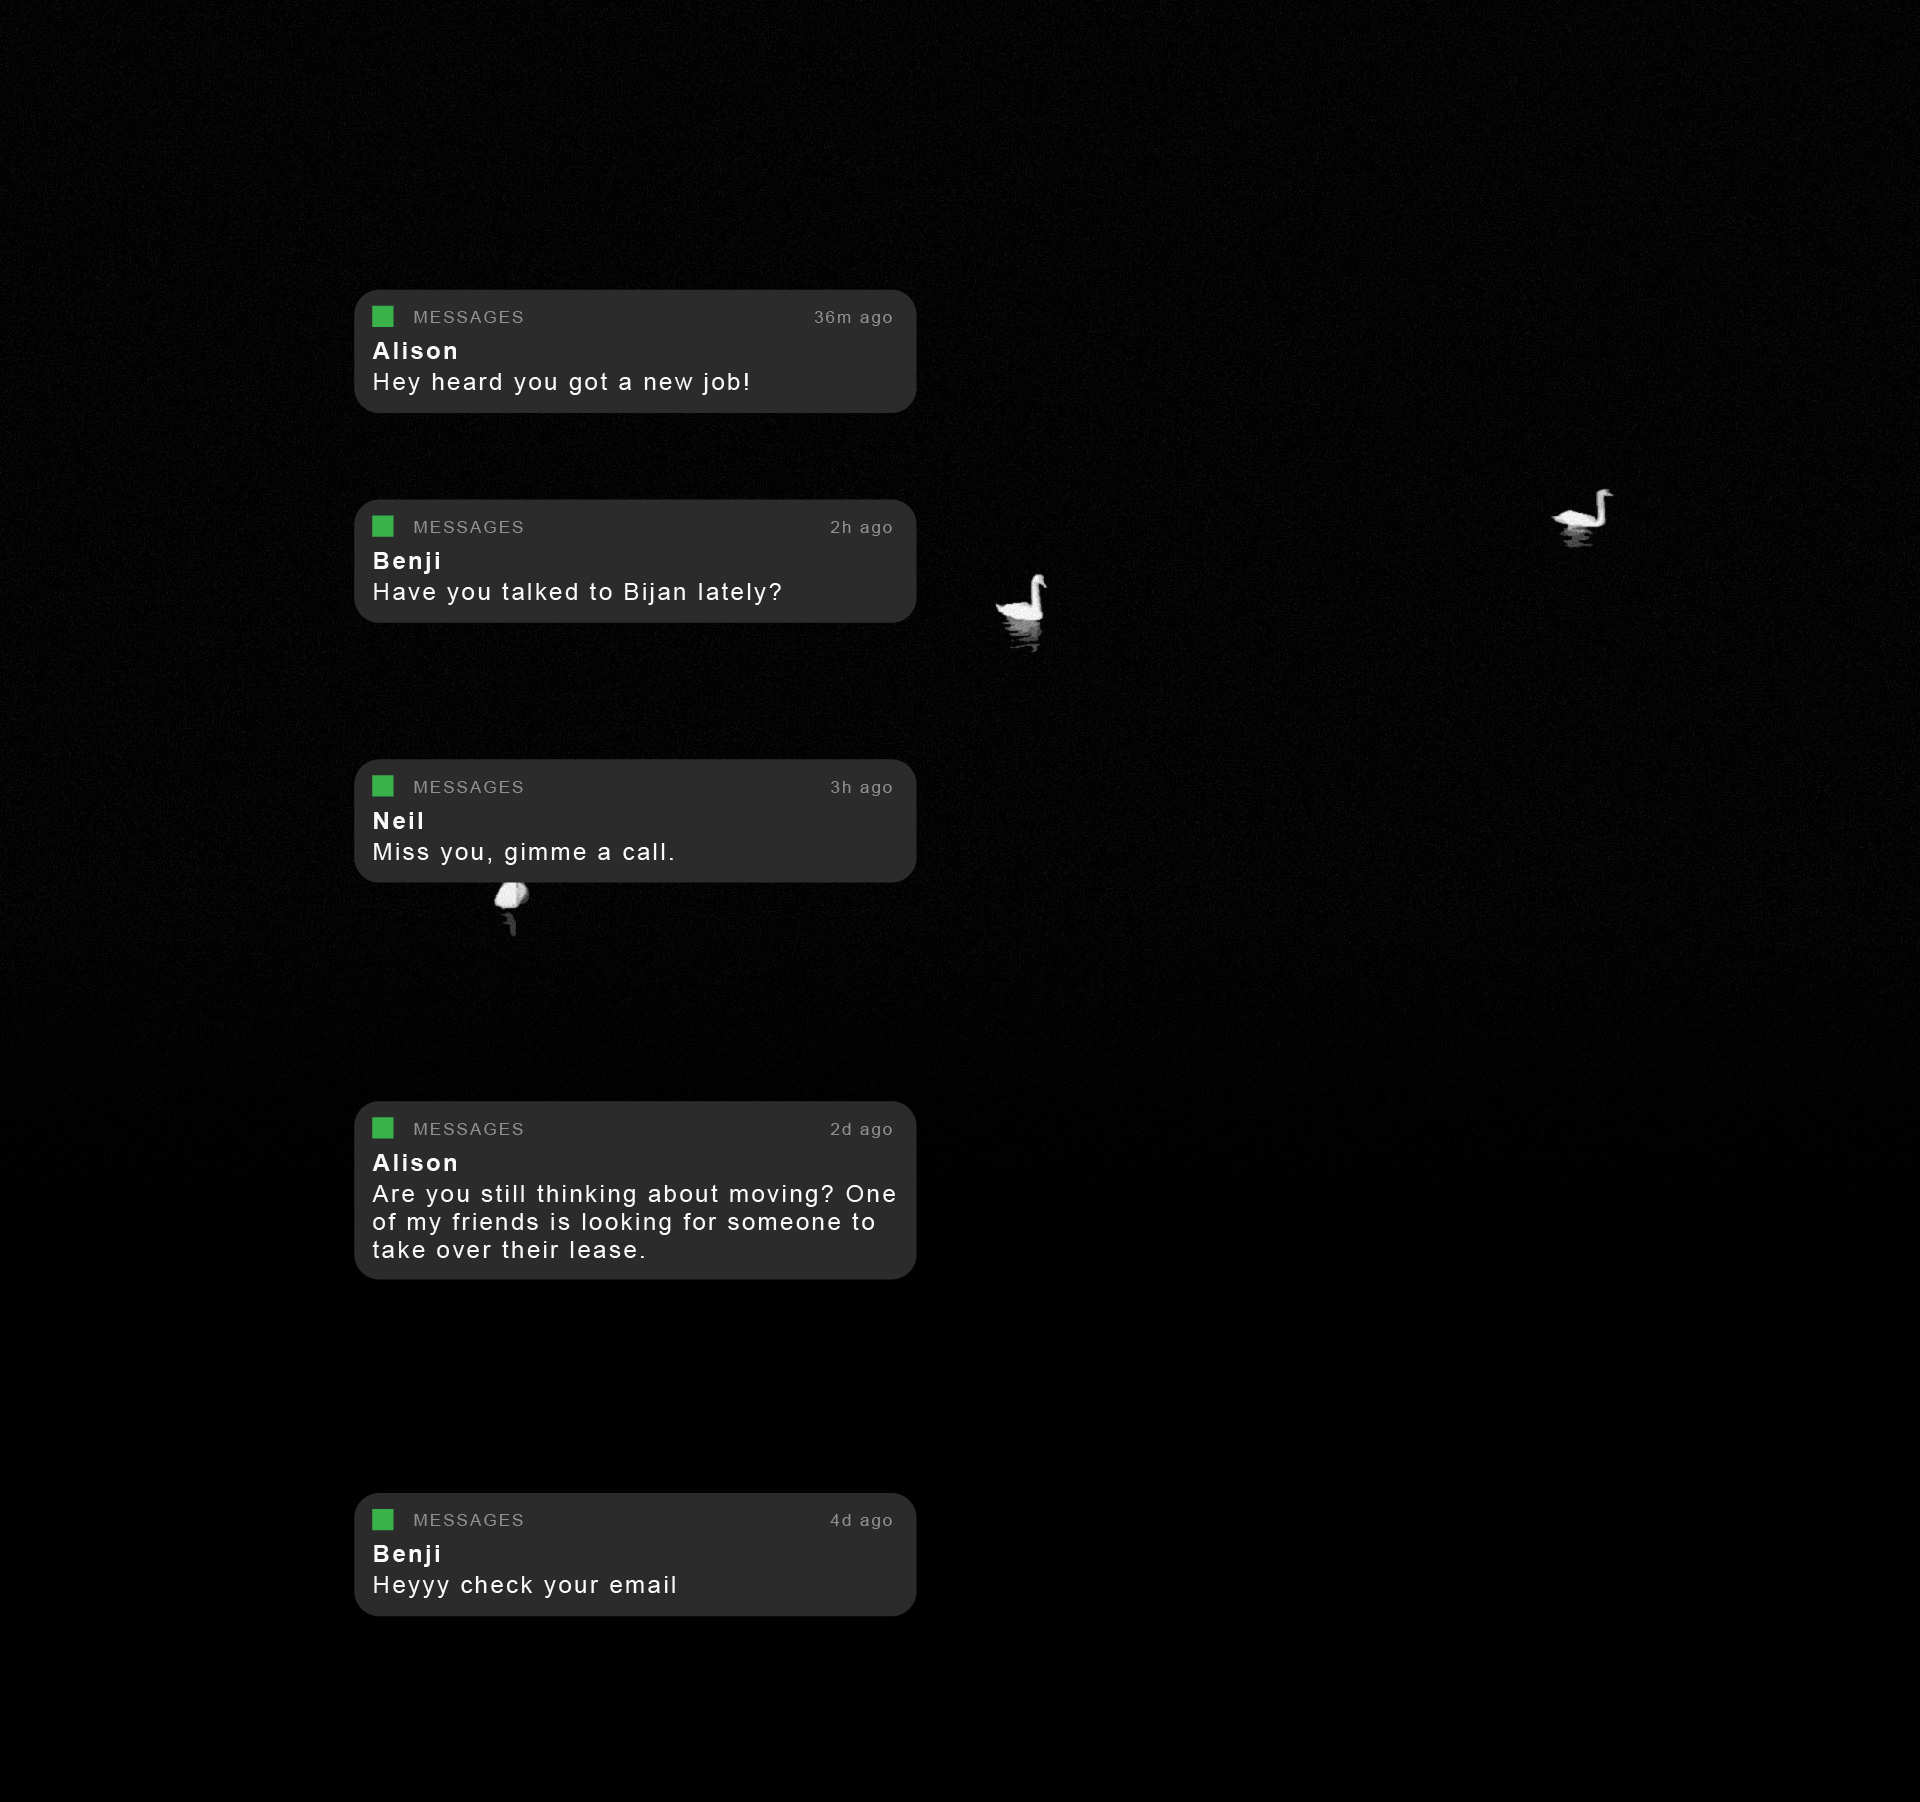 MESSAGES 36m ago
Alison
Hey heard you got a new job!
MESSAGES 2h ago
Benji
Have you talked to Bijan lately?
MESSAGES 3h ago
Neil
Miss you, gimme a call.
MESSAGES 2d ago
Alison
Are you still thinking about moving? One
of my friends is looking for someone to
take over their lease.
MESSAGES 4d ago
Benji
Heyyy check your email